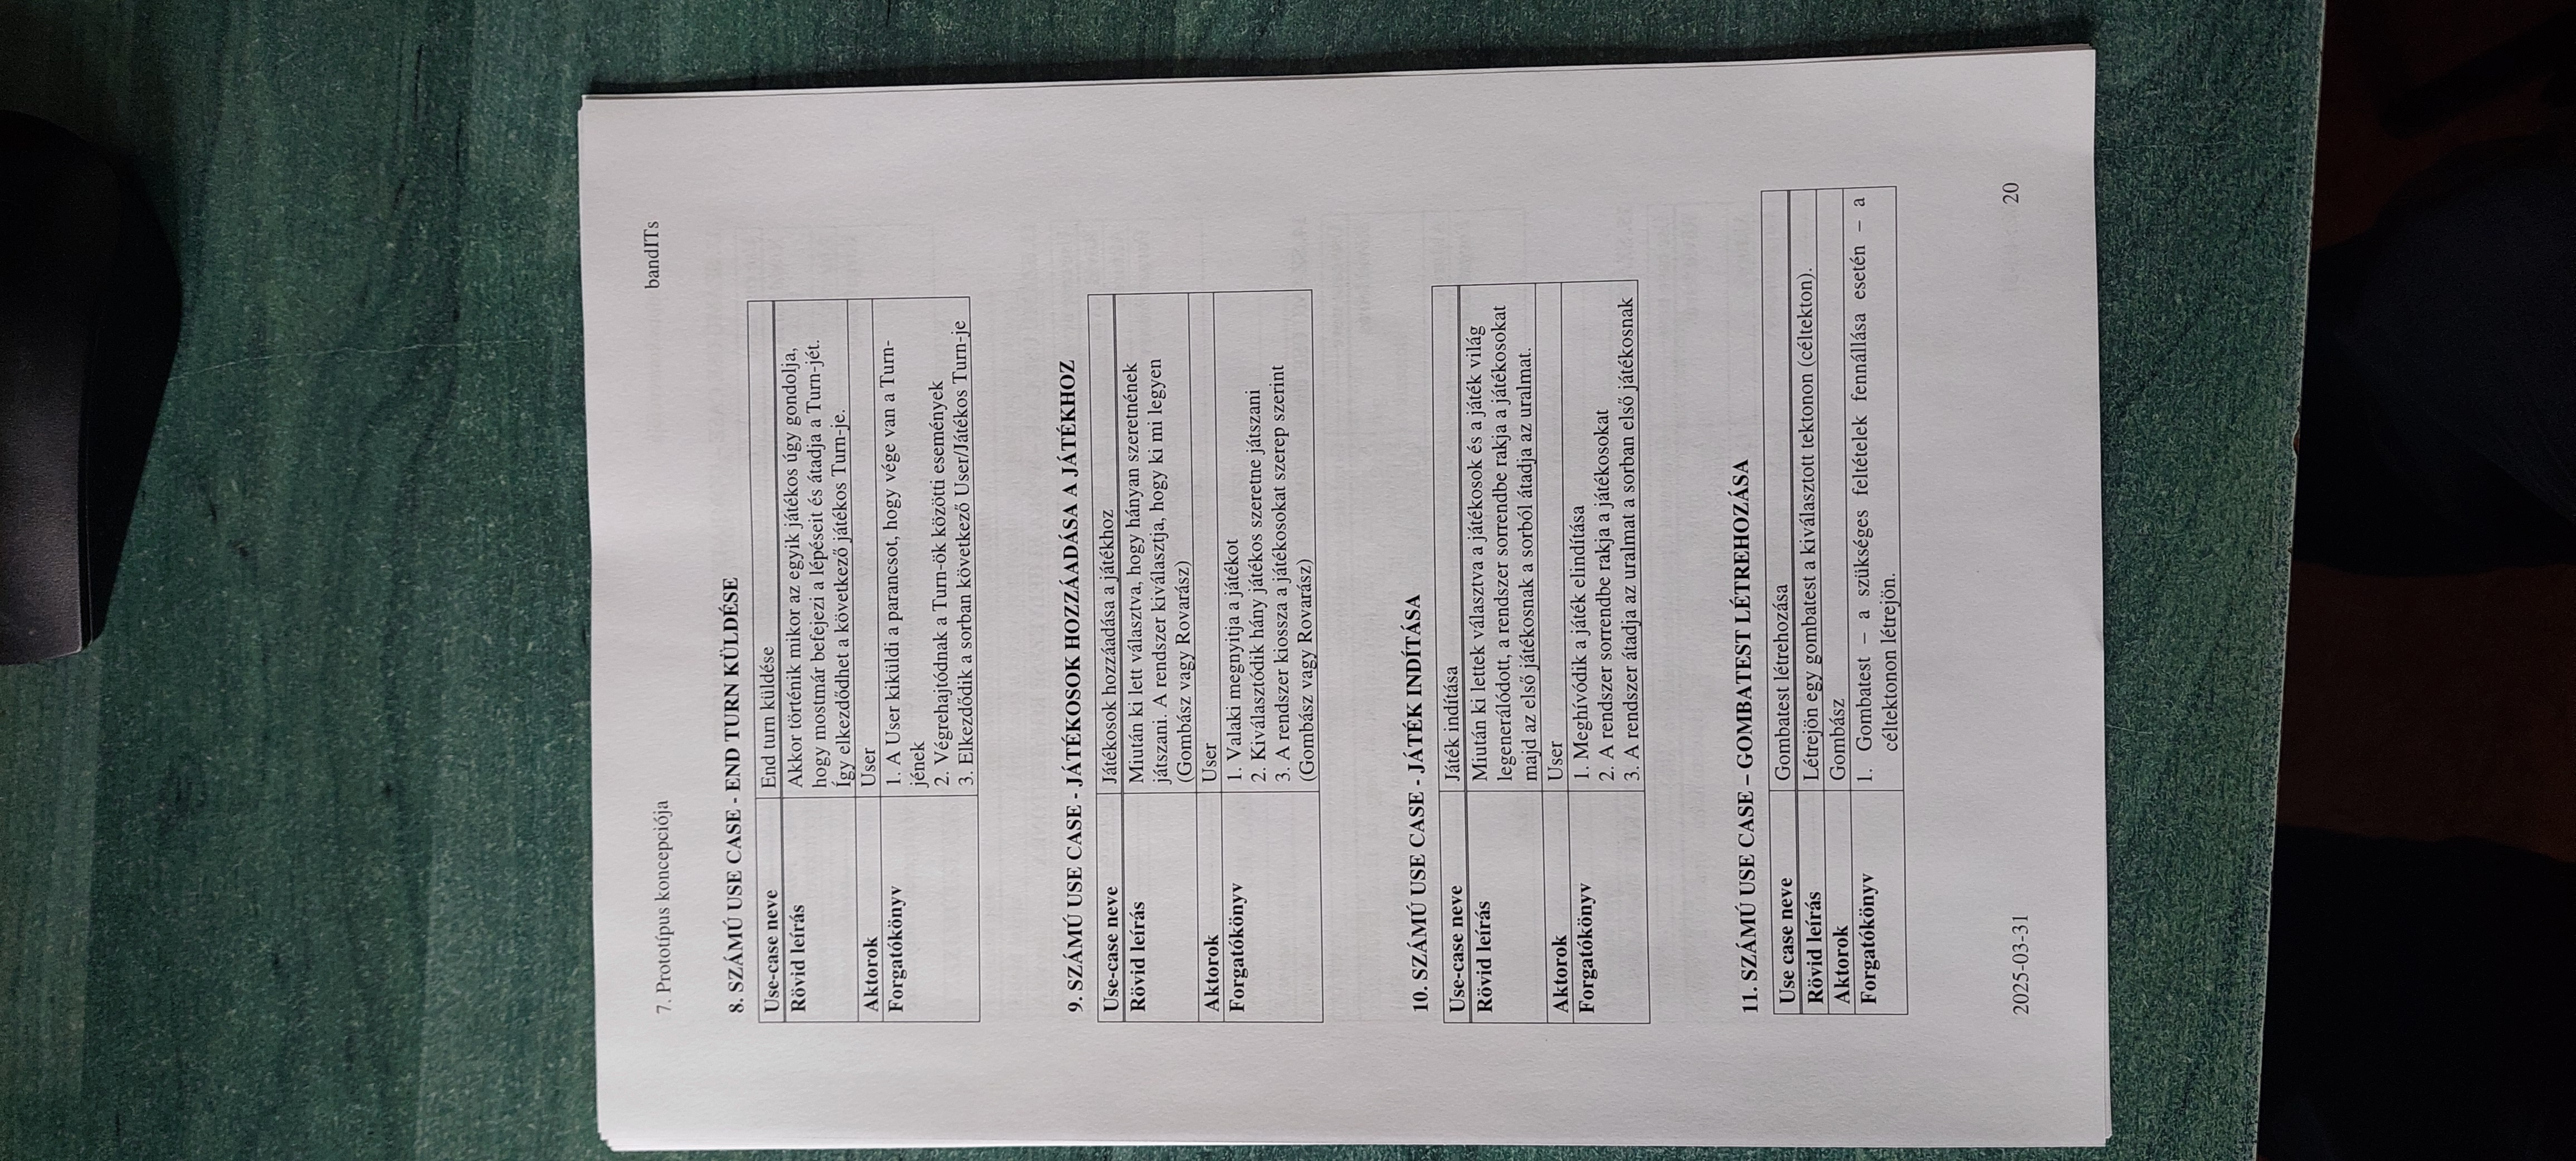 7. Prototípus koncepciója bandITs
8. SZÁMÚ USE CASE - END TURN KÜLDÉSE
Use-case neve End turn küldése
Rövid leírás Akkor történik mikor az egyik játékos úgy gondolja,
hogy mostmár befejezi a lépéseit és átadja a Turn-jét.
Így elkezdődhet a következő játékos Turn-je.
Aktorok User
Forgatókönyv 1. A User kiküldi a parancsot, hogy vége van a Turn-
jének
2. Végrehajtódnak a Turn-ök közötti események
3. Elkezdődik a sorban következő User/Játékos Turn-je
9. SZÁMÚ USE CASE - JÁTÉKOSOK HOZZÁADÁSA A JÁTÉKHOZ
Use-case neve Játékosok hozzáadása a játékhoz
Rövid leírás Miután ki lett választva, hogy hányan szeretnének
játszani. A rendszer kiválasztja, hogy ki mi legyen
(Gombász vagy Rovarász)
Aktorok User
Forgatókönyv 1. Valaki megnyitja a játékot
2. Kiválasztódik hány játékos szeretne játszani
3. A rendszer kiossza a játékosokat szerep szerint
(Gombász vagy Rovarász)
10. SZÁMÚ USE CASE - JÁTÉK INDÍTÁSA
Use-case neve Játék indítása
Rövid leírás Miután ki lettek választva a játékosok és a játék világ
legenerálódott, a rendszer sorrendbe rakja a játékosokat
majd az első játékosnak a sorból átadja az uralmat.
Aktorok User
Forgatókönyv 1. Meghívódik a játék elindítása
2. A rendszer sorrendbe rakja a játékosokat
3. A rendszer átadja az uralmat a sorban első játékosnak
11. SZÁMÚ USE CASE – GOMBATEST LÉTREHOZÁSA
Use case neve Gombatest létrehozása
Rövid leírás Létrejön egy gombatest a kiválasztott tektonon (céltekton).
Aktorok Gombász
Forgatókönyv 1. Gombatest – a szükséges feltételek fennállása esetén – a
céltektonon létrejön.
2025-03-31 20